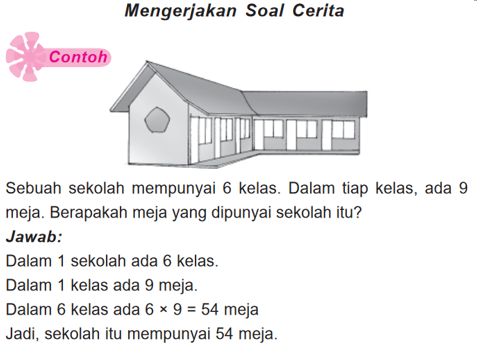 Mengerjakan Soal Cerita
Contoh
Sebuah sekolah mempunyai 6 kelas. Dalam tiap kelas, ada 9
meja. Berapakah meja yang dipunyai sekolah itu?
Jawab:
Dalam 1 sekolah ada 6 kelas.
Dalam 1 kelas ada 9 meja.
Dalam 6 kelas ada 6 × 9 = 54 meja
Jadi, sekolah itu mempunyai 54 meja.